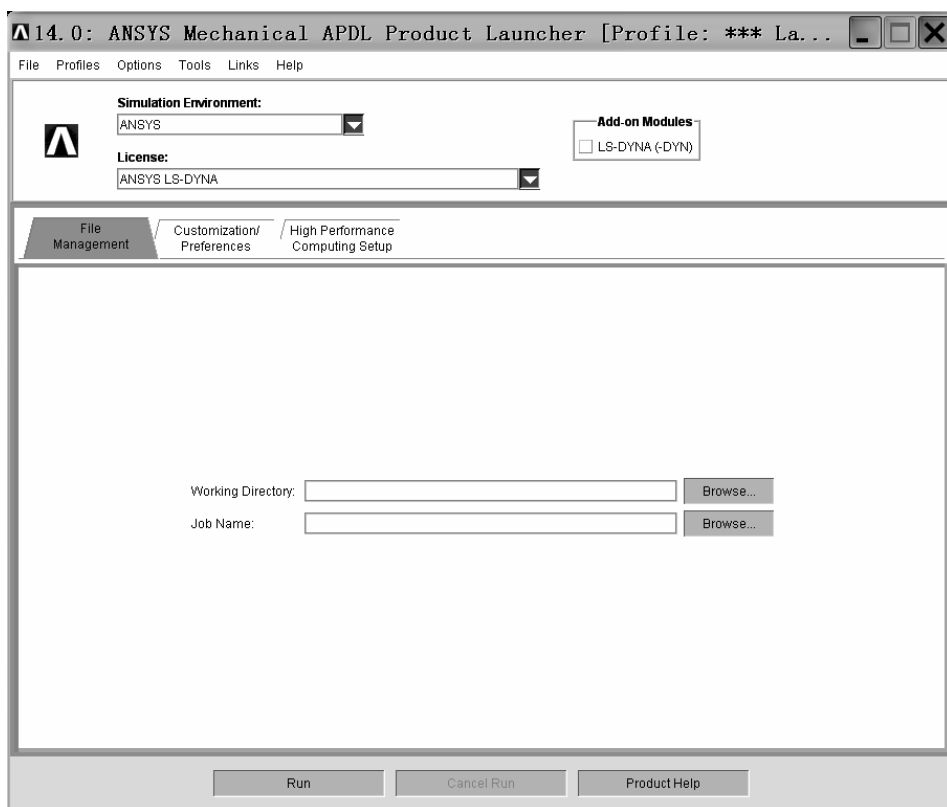 14.0: ANSYS Mechanical APDL Product Launcher [Profile: *** La...
File Profiles Options Tools Links Help
Simulation Environment:
ANSYS
Add-on Modules
LS-DYNA (-DYN)
License:
ANSYS LS-DYNA
File Management
Customization/ Preferences
High Performance Computing Setup
Working Directory:
Browse...
Job Name:
Browse...
Run
Cancel Run
Product Help